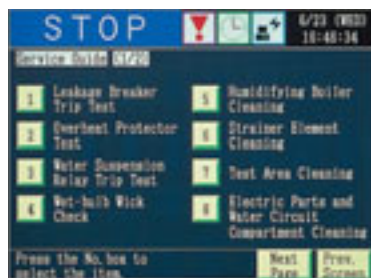 STOP
6/23 (WED)
16:46:34
Service Guide (1/2)
1 Leakage Breaker
Trip Test
2 Overheat Protector
Test
3 Water Suspension
Relay Trip Test
4 Wet-bulb Wick
Check
5 Humidifying Boiler
Cleaning
6 Strainer Element
Cleaning
7 Test Area Cleaning
8 Electric Parts and
Water Circuit
Compartment Cleaning
Press the No. box to
select the item.
Next
Page
Prev.
Screen